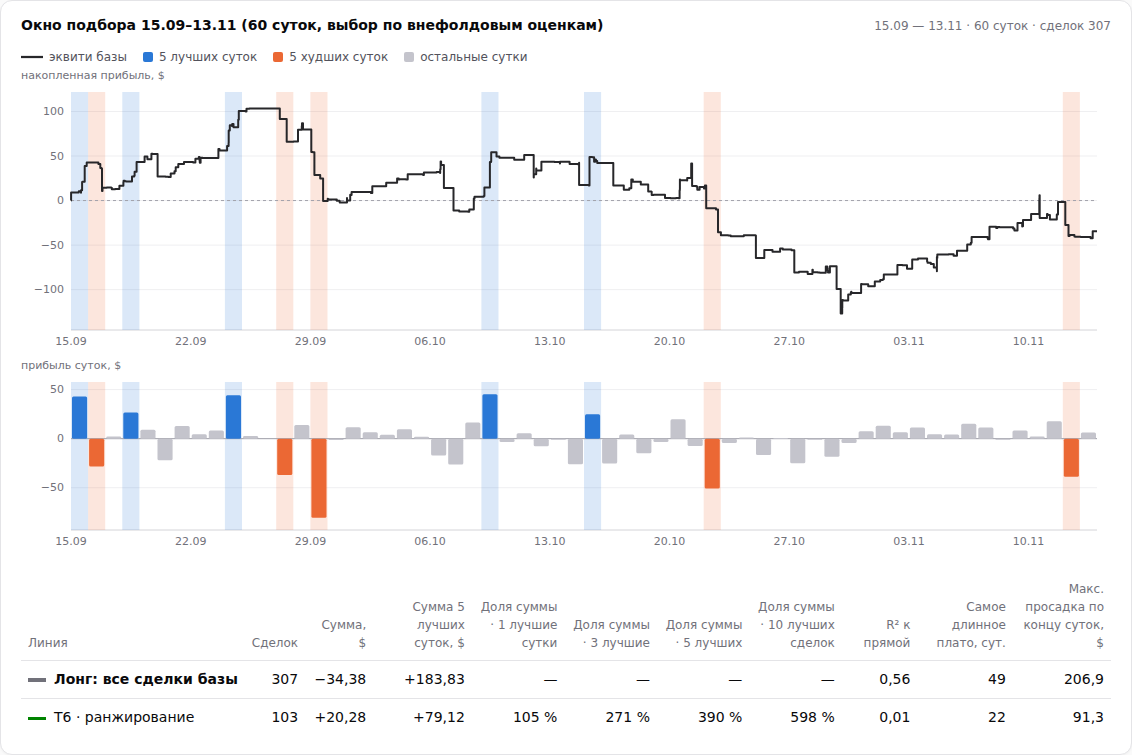 Окно подбора 15.09–13.11 (60 суток, выбор по внефолдовым оценкам)
15.09 — 13.11 · 60 суток · сделок 307
эквити базы 5 лучших суток 5 худших суток остальные сутки
накопленная прибыль, $
100
50
0
−50
−100
15.09 22.09 29.09 06.10 13.10 20.10 27.10 03.11 10.11
прибыль суток, $
50
0
−50
15.09 22.09 29.09 06.10 13.10 20.10 27.10 03.11 10.11
Линия Сделок Сумма, $ Сумма 5 лучших суток, $ Доля суммы · 1 лучшие сутки Доля суммы · 3 лучшие Доля суммы · 5 лучших Доля суммы · 10 лучших сделок R² к прямой Самое длинное плато, сут. Макс. просадка по концу суток, $
Лонг: все сделки базы 307 −34,38 +183,83 — — — — 0,56 49 206,9
Т6 · ранжирование 103 +20,28 +79,12 105 % 271 % 390 % 598 % 0,01 22 91,3